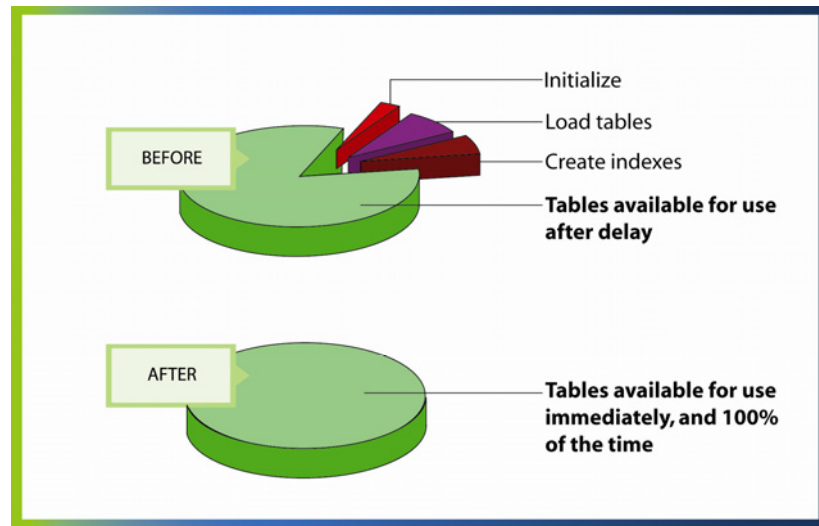 Initialize
Load tables
BEFORE
Create indexes
Tables available for use
after delay
AFTER
Tables available for use
immediately, and 100%
of the time